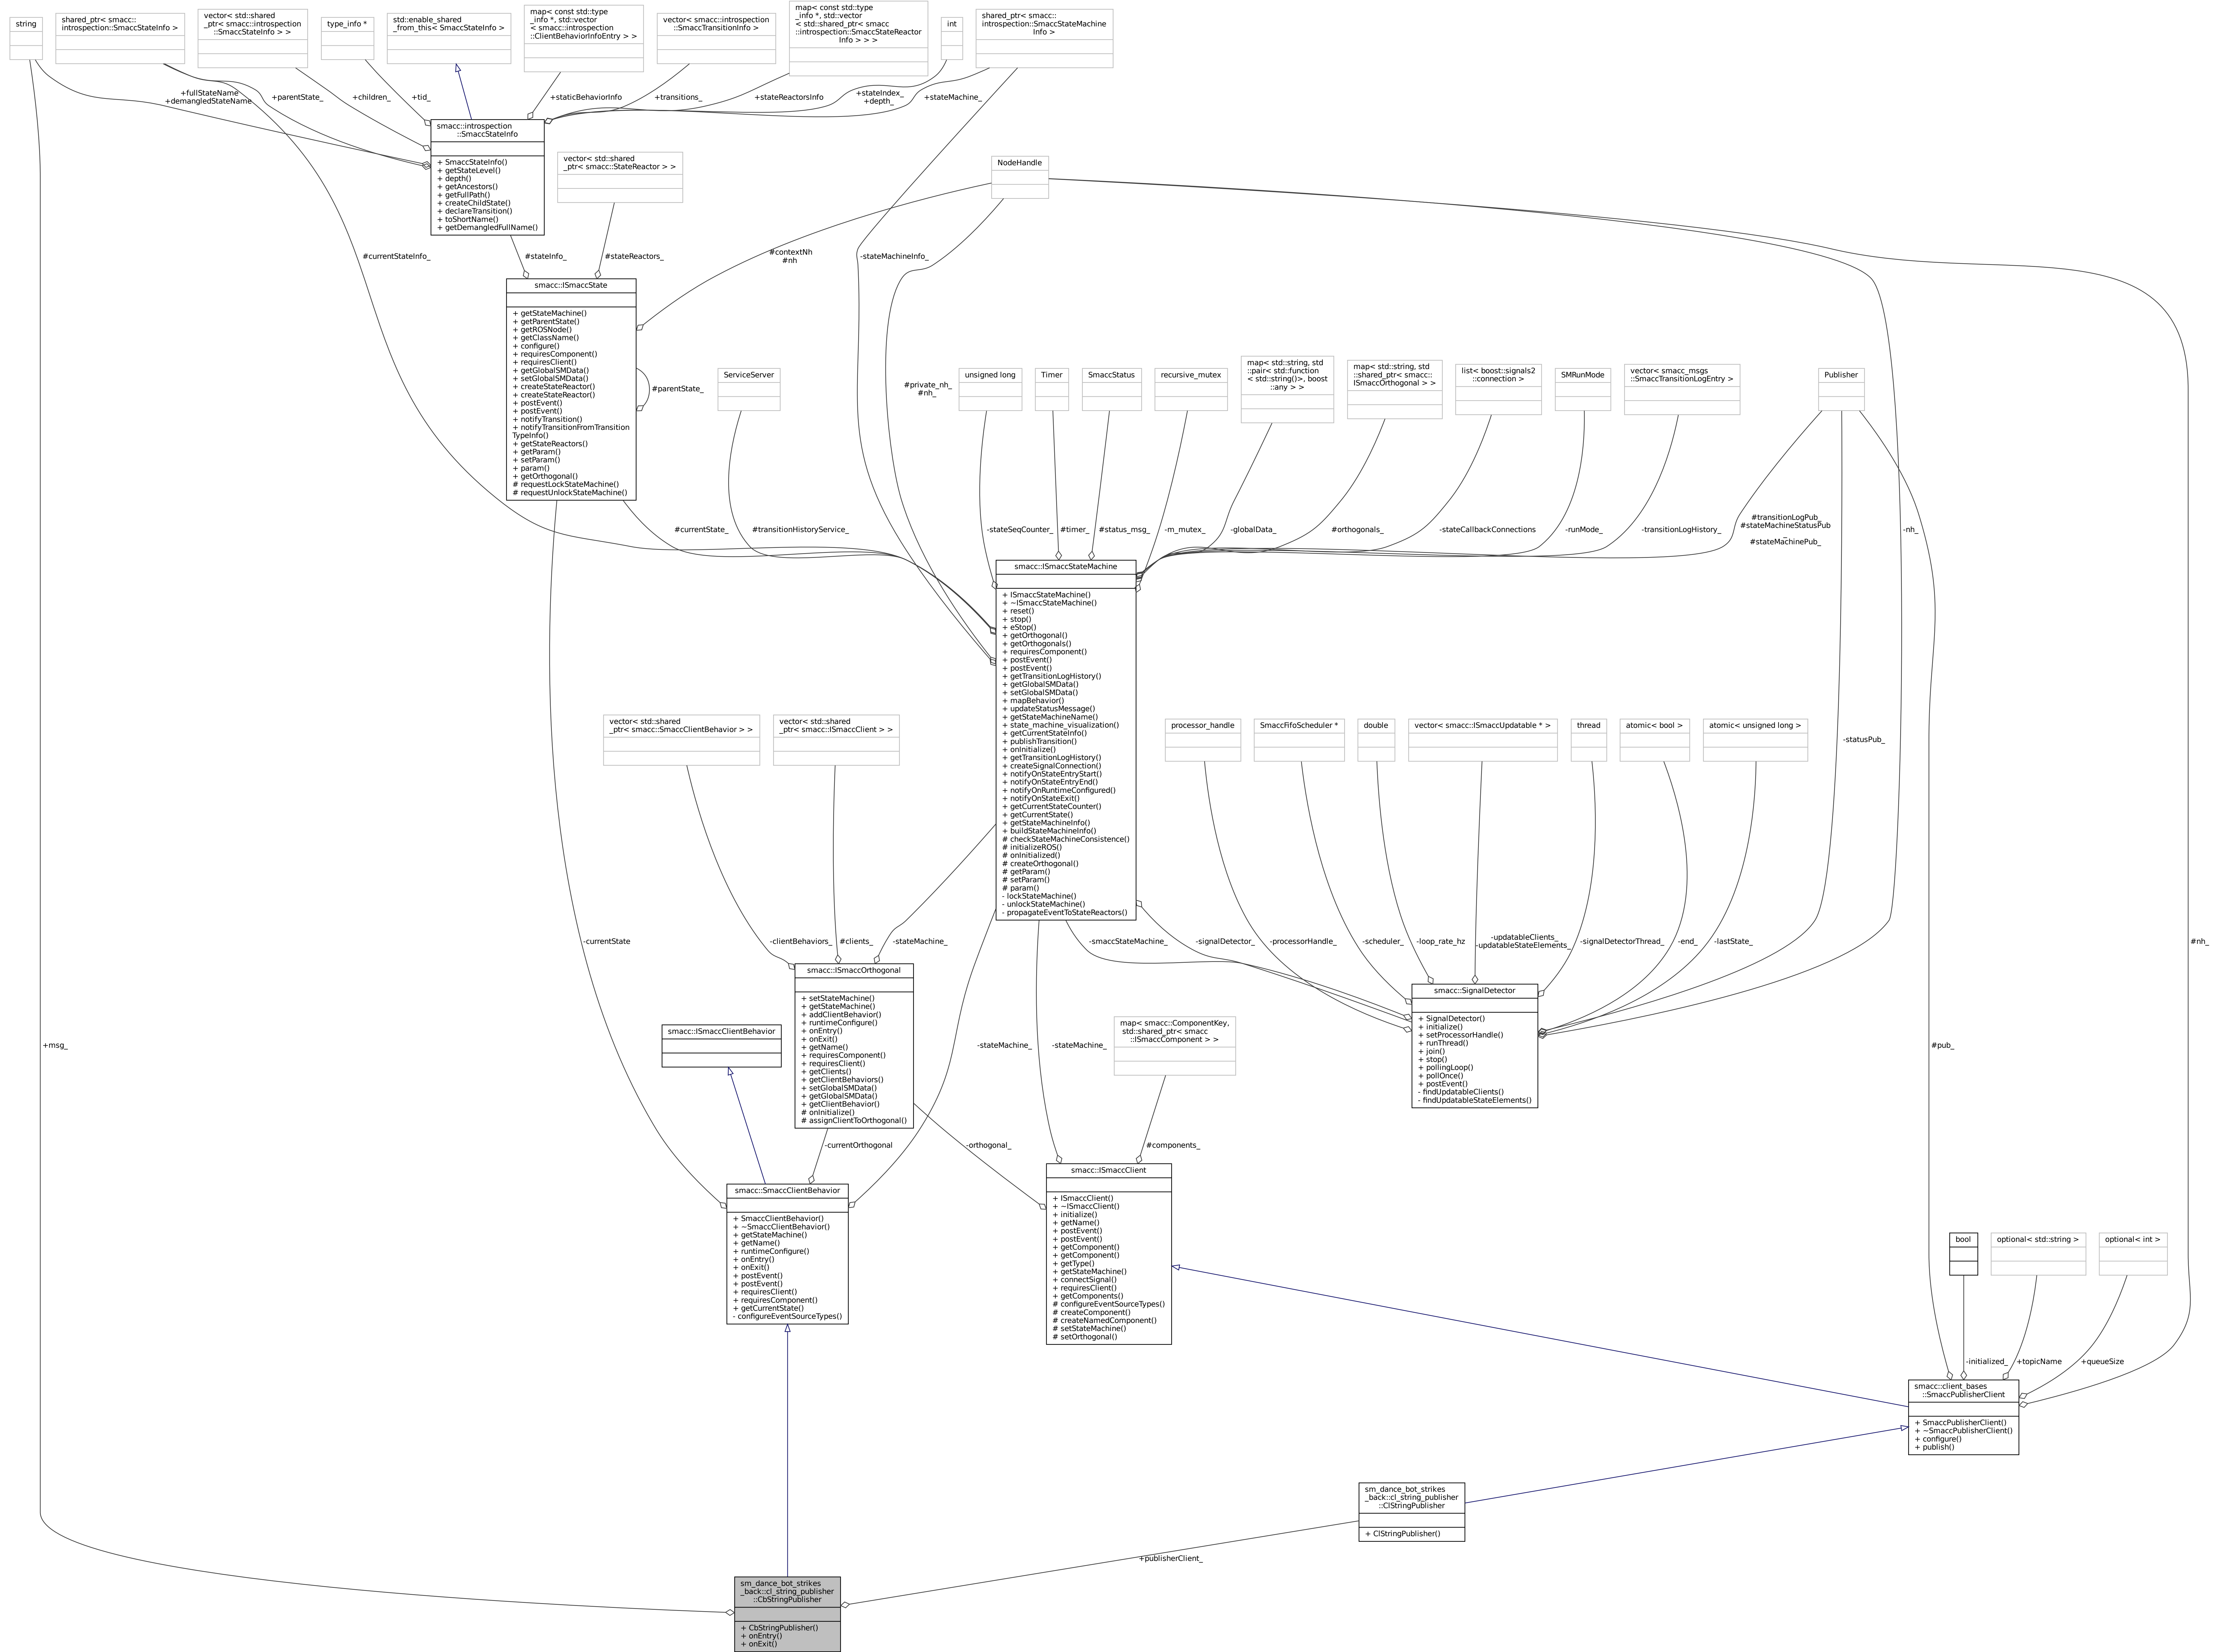 string
shared_ptr< smacc::
introspection::SmaccStateInfo >
vector< std::shared
_ptr< smacc::introspection
::SmaccStateInfo > >
type_info *
std::enable_shared
_from_this< SmaccStateInfo >
map< const std::type
_info *, std::vector
< smacc::introspection
::ClientBehaviorInfoEntry > >
vector< smacc::introspection
::SmaccTransitionInfo >
map< const std::type
_info *, std::vector
< std::shared_ptr< smacc
::introspection::SmaccStateReactor
Info > > >
int
shared_ptr< smacc::
introspection::SmaccStateMachine
Info >
+fullStateName
+demangledStateName
+parentState_
+children_
+tid_
+staticBehaviorInfo
+transitions_
+stateReactorsInfo
+stateIndex_
+depth_
+stateMachine_
smacc::introspection
::SmaccStateInfo
+ SmaccStateInfo()
+ getStateLevel()
+ depth()
+ getAncestors()
+ getFullPath()
+ createChildState()
+ declareTransition()
+ toShortName()
+ getDemangledFullName()
vector< std::shared
_ptr< smacc::StateReactor > >
NodeHandle
#currentStateInfo_
#stateInfo_
#stateReactors_
#contextNh
#nh
-stateMachineInfo_
smacc::ISmaccState
+ getStateMachine()
+ getParentState()
+ getROSNode()
+ getClassName()
+ configure()
+ requiresComponent()
+ requiresClient()
+ getGlobalSMData()
+ setGlobalSMData()
+ createStateReactor()
+ createStateReactor()
+ postEvent()
+ postEvent()
+ notifyTransition()
+ notifyTransitionFromTransition
TypeInfo()
+ getStateReactors()
+ getParam()
+ setParam()
+ param()
+ getOrthogonal()
# requestLockStateMachine()
# requestUnlockStateMachine()
#parentState_
ServiceServer
#private_nh_
#nh_
unsigned long
Timer
SmaccStatus
recursive_mutex
map< std::string, std
::pair< std::function
< std::string()>, boost
::any > >
map< std::string, std
::shared_ptr< smacc::
ISmaccOrthogonal > >
list< boost::signals2
::connection >
SMRunMode
vector< smacc_msgs
::SmaccTransitionLogEntry >
Publisher
#currentState_
#transitionHistoryService_
-stateSeqCounter_
#timer_
#status_msg_
-m_mutex_
-globalData_
#orthogonals_
-stateCallbackConnections
-runMode_
-transitionLogHistory_
#transitionLogPub_
#stateMachineStatusPub
_
#stateMachinePub_
-nh_
smacc::ISmaccStateMachine
+ ISmaccStateMachine()
+ ~ISmaccStateMachine()
+ reset()
+ stop()
+ eStop()
+ getOrthogonal()
+ getOrthogonals()
+ requiresComponent()
+ postEvent()
+ postEvent()
+ getTransitionLogHistory()
+ getGlobalSMData()
+ setGlobalSMData()
+ mapBehavior()
+ updateStatusMessage()
+ getStateMachineName()
+ state_machine_visualization()
+ getCurrentStateInfo()
+ publishTransition()
+ onInitialize()
+ getTransitionLogHistory()
+ createSignalConnection()
+ notifyOnStateEntryStart()
+ notifyOnStateEntryEnd()
+ notifyOnRuntimeConfigured()
+ notifyOnStateExit()
+ getCurrentStateCounter()
+ getCurrentState()
+ getStateMachineInfo()
+ buildStateMachineInfo()
# checkStateMachineConsistence()
# initializeROS()
# onInitialized()
# createOrthogonal()
# getParam()
# setParam()
# param()
- lockStateMachine()
- unlockStateMachine()
- propagateEventToStateReactors()
vector< std::shared
_ptr< smacc::SmaccClientBehavior > >
vector< std::shared
_ptr< smacc::ISmaccClient > >
processor_handle
SmaccFifoScheduler *
double
vector< smacc::ISmaccUpdatable * >
thread
atomic< bool >
atomic< unsigned long >
-statusPub_
-currentState
-clientBehaviors_
#clients_
-stateMachine_
-smaccStateMachine_
-signalDetector_
-processorHandle_
-scheduler_
-loop_rate_hz
-updatableClients_
-updatableStateElements_
-signalDetectorThread_
-end_
-lastState_
#nh_
smacc::ISmaccOrthogonal
+ setStateMachine()
+ getStateMachine()
+ addClientBehavior()
+ runtimeConfigure()
+ onEntry()
+ onExit()
+ getName()
+ requiresComponent()
+ requiresClient()
+ getClients()
+ getClientBehaviors()
+ setGlobalSMData()
+ getGlobalSMData()
+ getClientBehavior()
# onInitialize()
# assignClientToOrthogonal()
smacc::SignalDetector
+ SignalDetector()
+ initialize()
+ setProcessorHandle()
+ runThread()
+ join()
+ stop()
+ pollingLoop()
+ pollOnce()
+ postEvent()
- findUpdatableClients()
- findUpdatableStateElements()
smacc::ISmaccClientBehavior
map< smacc::ComponentKey,
std::shared_ptr< smacc
::ISmaccComponent > >
+msg_
-stateMachine_
-stateMachine_
#pub_
-currentOrthogonal
-orthogonal_
#components_
smacc::SmaccClientBehavior
+ SmaccClientBehavior()
+ ~SmaccClientBehavior()
+ getStateMachine()
+ getName()
+ runtimeConfigure()
+ onEntry()
+ onExit()
+ postEvent()
+ postEvent()
+ requiresClient()
+ requiresComponent()
+ getCurrentState()
- configureEventSourceTypes()
smacc::ISmaccClient
+ ISmaccClient()
+ ~ISmaccClient()
+ initialize()
+ getName()
+ postEvent()
+ postEvent()
+ getComponent()
+ getComponent()
+ getType()
+ getStateMachine()
+ connectSignal()
+ requiresClient()
+ getComponents()
# configureEventSourceTypes()
# createComponent()
# createNamedComponent()
# setStateMachine()
# setOrthogonal()
bool
optional< std::string >
optional< int >
-initialized_
+topicName
+queueSize
smacc::client_bases
::SmaccPublisherClient
+ SmaccPublisherClient()
+ ~SmaccPublisherClient()
+ configure()
+ publish()
sm_dance_bot_strikes
_back::cl_string_publisher
::ClStringPublisher
+ ClStringPublisher()
+publisherClient_
sm_dance_bot_strikes
_back::cl_string_publisher
::CbStringPublisher
+ CbStringPublisher()
+ onEntry()
+ onExit()